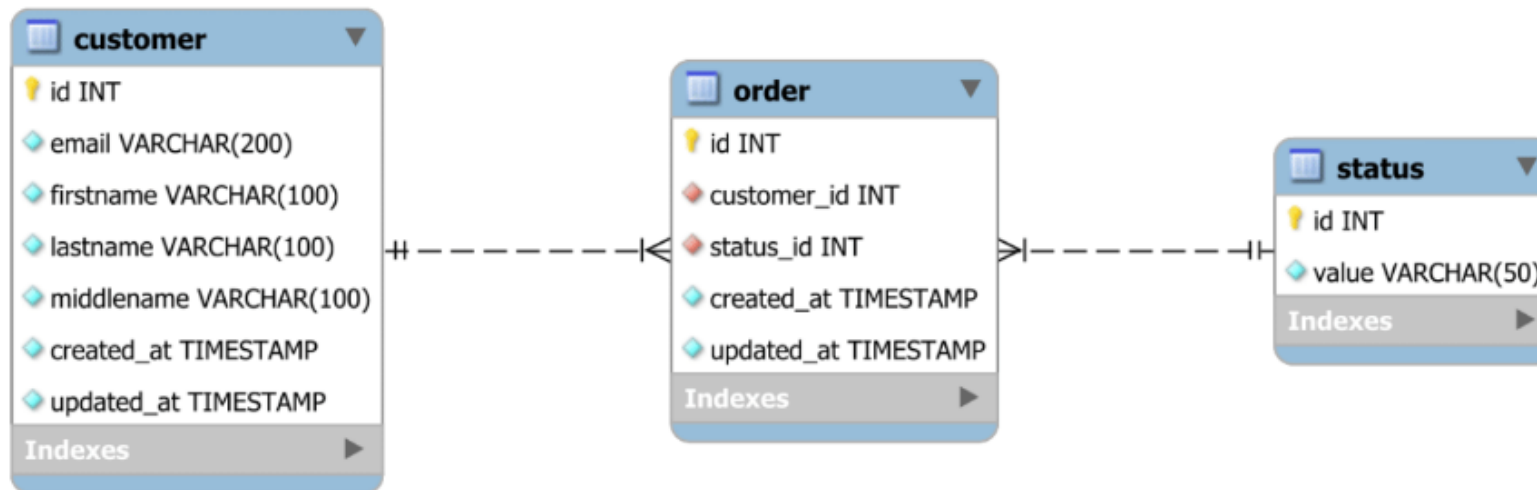 customer
id INT
email VARCHAR(200)
firstname VARCHAR(100)
lastname VARCHAR(100)
middlename VARCHAR(100)
created_at TIMESTAMP
updated_at TIMESTAMP
Indexes
order
id INT
customer_id INT
status_id INT
created_at TIMESTAMP
updated_at TIMESTAMP
Indexes
status
id INT
value VARCHAR(50)
Indexes